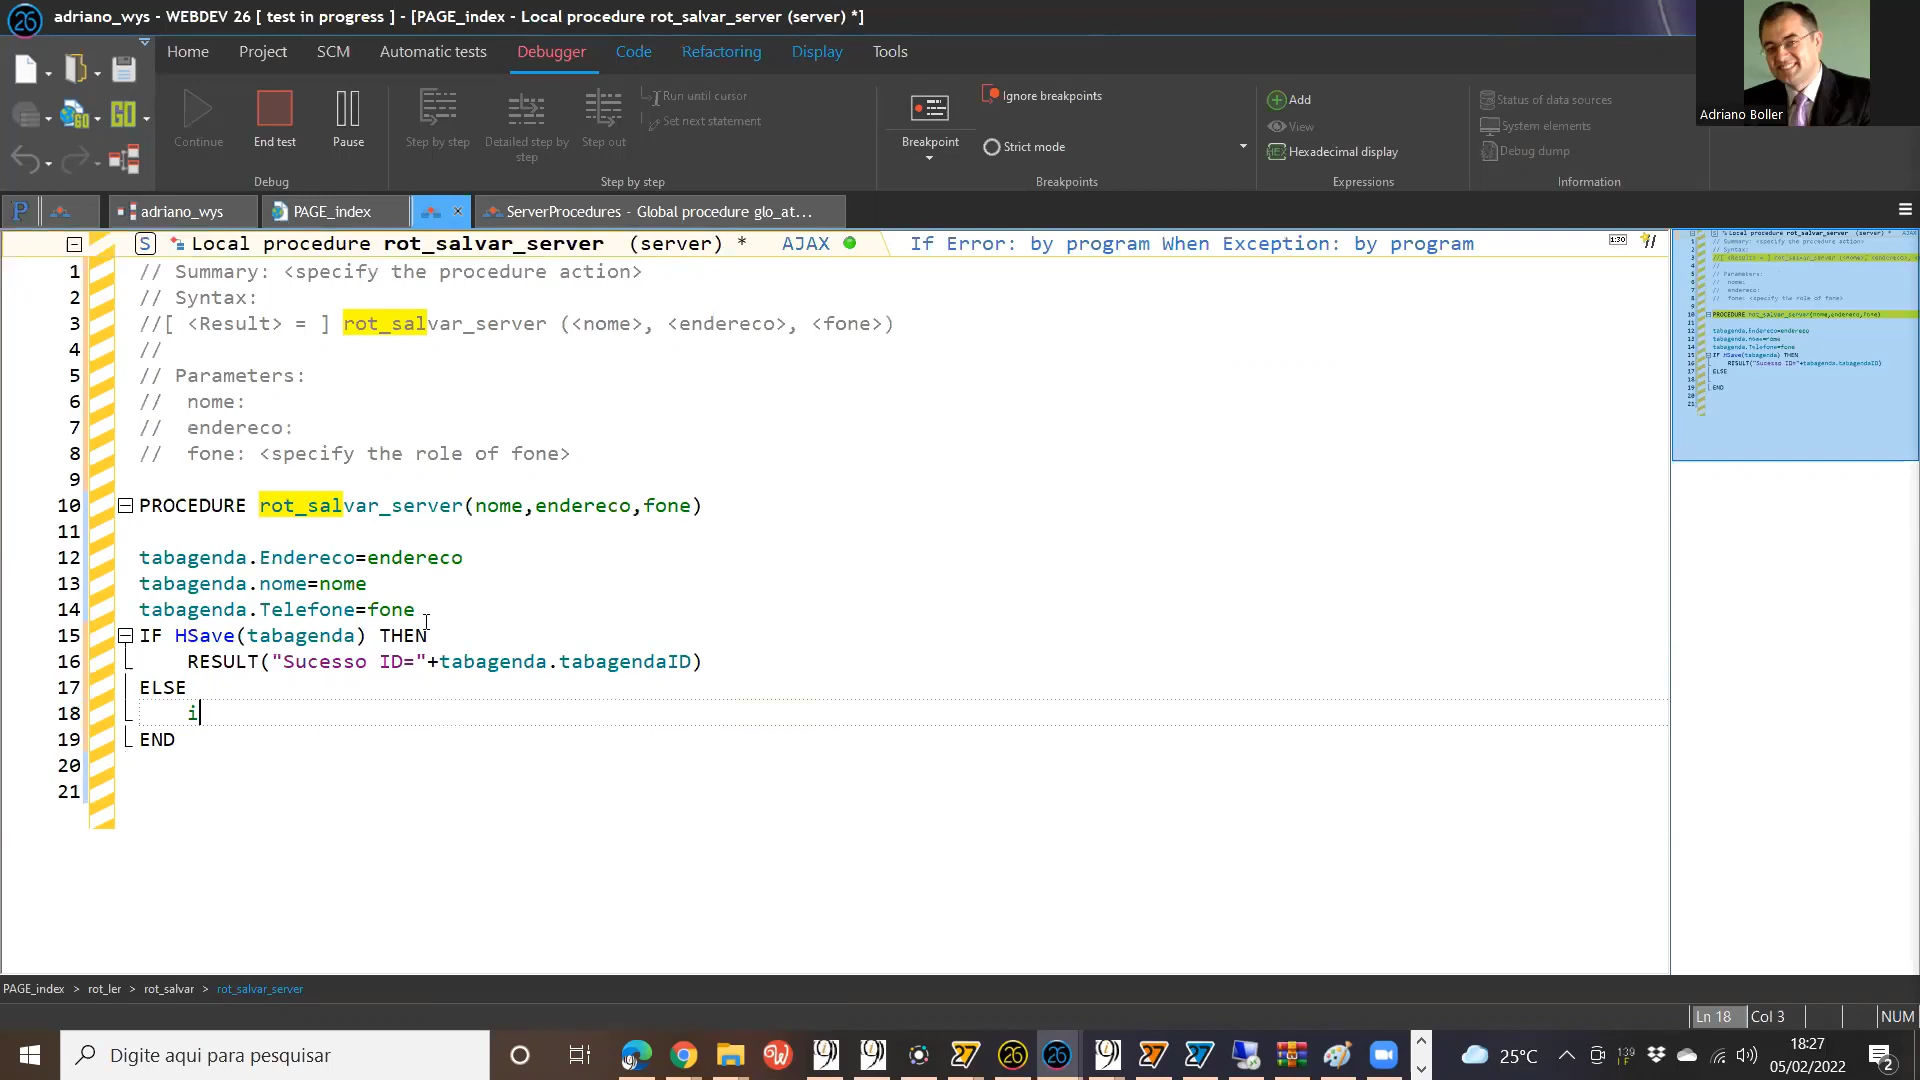 adriano_wys - WEBDEV 26 [ test in progress ] - [PAGE_index - Local procedure rot_salvar_server (server) *]
Home Project SCM Automatic tests Debugger Code Refactoring Display Tools
Adriano Boller
GO GO
Continue End test Pause
Debug
Step by step Detailed step by step Step out
Run until cursor
Set next statement
Step by step
Breakpoint
Ignore breakpoints
Strict mode
Breakpoints
Add
View
Hexadecimal display
Expressions
Status of data sources
System elements
Debug dump
Information
adriano_wys PAGE_index ServerProcedures - Global procedure glo_at...
S Local procedure rot_salvar_server (server) * AJAX If Error: by program When Exception: by program
1 // Summary: <specify the procedure action>
2 // Syntax:
3 //[ <Result> = ] rot_salvar_server (<nome>, <endereco>, <fone>)
4 //
5 // Parameters:
6 // nome:
7 // endereco:
8 // fone: <specify the role of fone>
9
10 PROCEDURE rot_salvar_server(nome,endereco,fone)
11
12 tabagenda.Endereco=endereco
13 tabagenda.nome=nome
14 tabagenda.Telefone=fone
15 IF HSave(tabagenda) THEN
16 RESULT("Sucesso ID="+tabagenda.tabagendaID)
17 ELSE
18 i
19 END
20
21
PAGE_index > rot_ler > rot_salvar > rot_salvar_server
Ln 18 Col 3 NUM
Digite aqui para pesquisar
25°C
18:27
05/02/2022
2